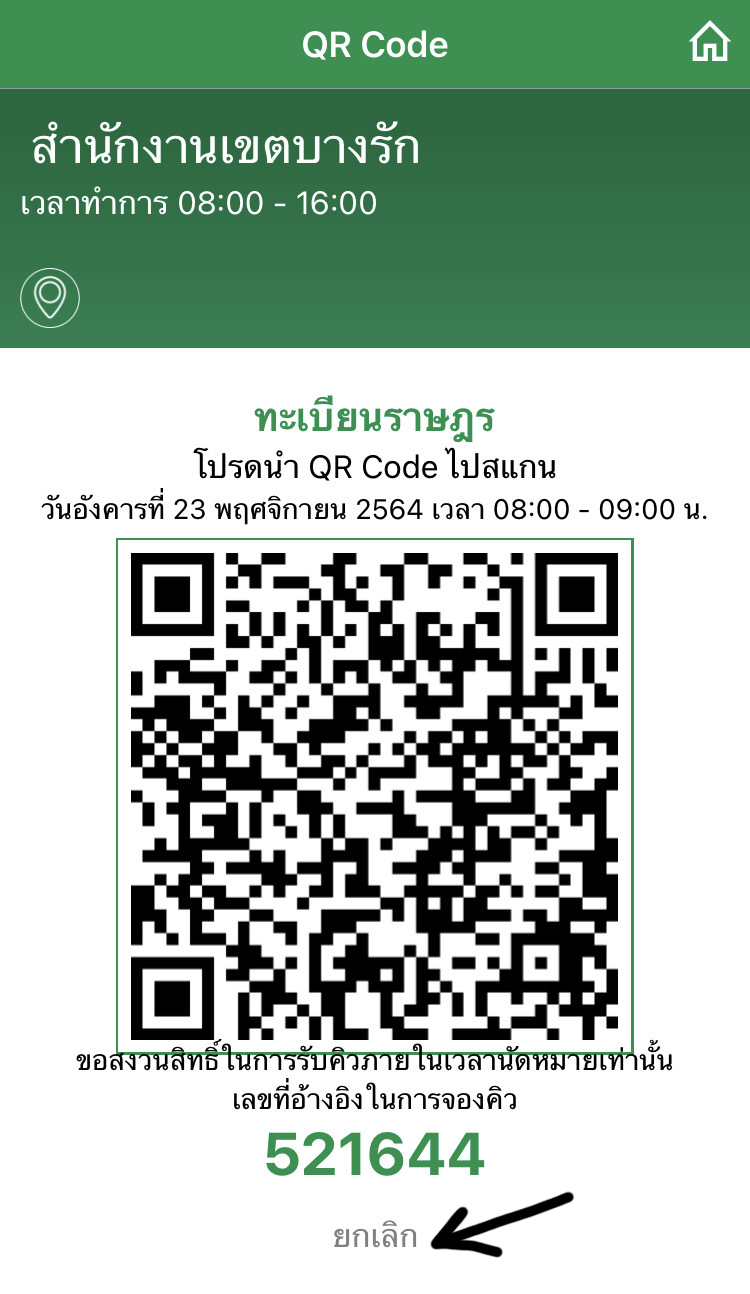 QR Code
สำนักงานเขตบางรัก
เวลาทำการ 08:00 - 16:00
ทะเบียนราษฎร
โปรดนำ QR Code ไปสแกน
วันอังคารที่ 23 พฤศจิกายน 2564 เวลา 08:00 - 09:00 น.
ขอสงวนสิทธิ์ในการรับคิวภายในเวลานัดหมายเท่านั้น
เลขที่อ้างอิงในการจองคิว
521644
ยกเลิก